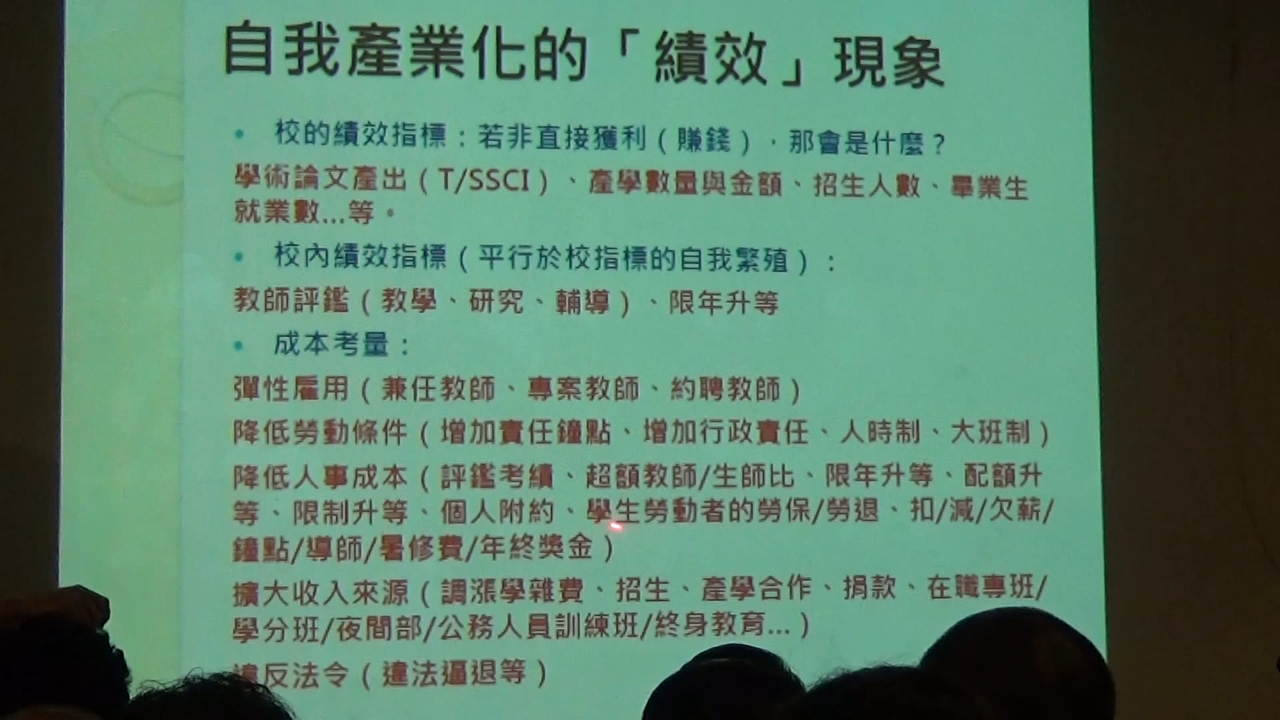 自我產業化的「績效」現象
• 校的績效指標：若非直接獲利（賺錢），那會是什麼？
學術論文產出（T/SSCI）、產學數量與金額、招生人數、畢業生
就業數...等。
• 校內績效指標（平行於校指標的自我繁殖）：
教師評鑑（教學、研究、輔導）、限年升等
• 成本考量：
彈性雇用（兼任教師、專案教師、約聘教師）
降低勞動條件（增加責任鐘點、增加行政責任、人時制、大班制）
降低人事成本（評鑑考績、超額教師/生師比、限年升等、配額升
等、限制升等、個人附約、學生勞動者的勞保/勞退、扣/減/欠薪/
鐘點/導師/暑修費/年終獎金）
擴大收入來源（調漲學雜費、招生、產學合作、捐款、在職專班/
學分班/夜間部/公務人員訓練班/終身教育...）
違反法令（違法逼退等）